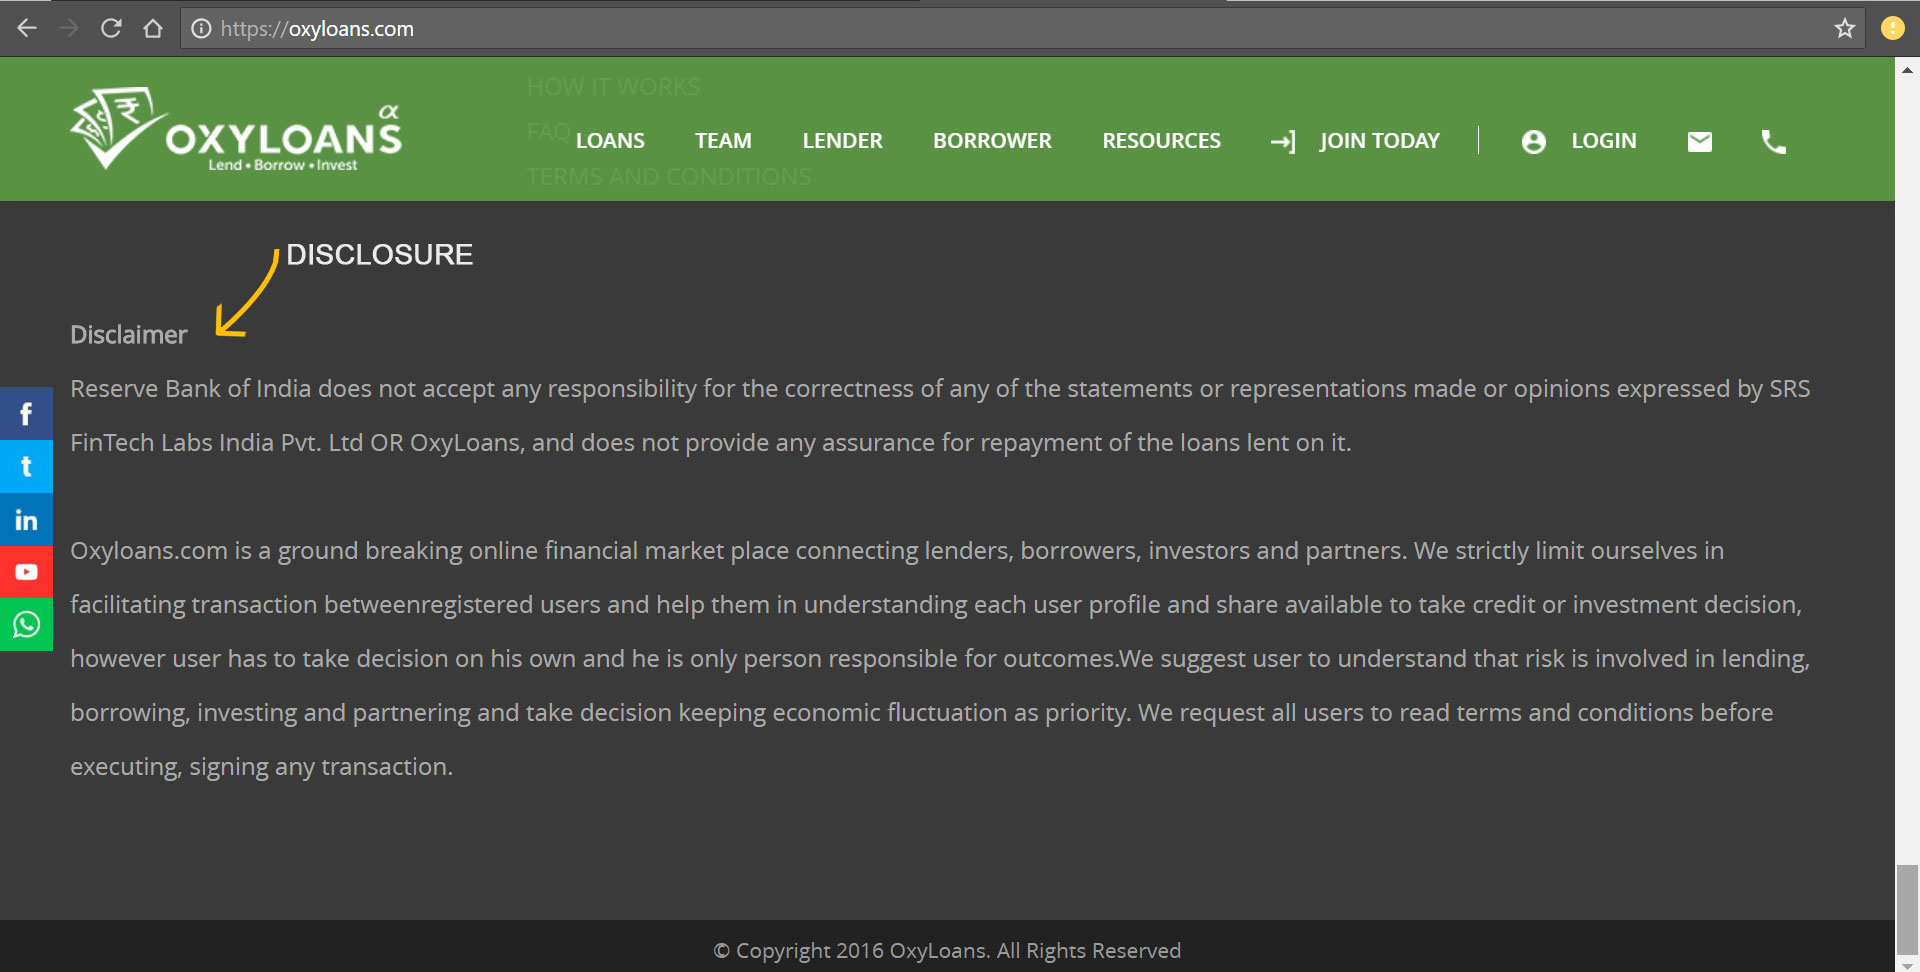 https://oxyloans.com
HOW IT WORKS
OXYLOANS α
Lend • Borrow • Invest
FAQ
LOANS TEAM LENDER BORROWER RESOURCES JOIN TODAY LOGIN
TERMS AND CONDITIONS
DISCLOSURE
Disclaimer
Reserve Bank of India does not accept any responsibility for the correctness of any of the statements or representations made or opinions expressed by SRS
FinTech Labs India Pvt. Ltd OR OxyLoans, and does not provide any assurance for repayment of the loans lent on it.
Oxyloans.com is a ground breaking online financial market place connecting lenders, borrowers, investors and partners. We strictly limit ourselves in
facilitating transaction betweenregistered users and help them in understanding each user profile and share available to take credit or investment decision,
however user has to take decision on his own and he is only person responsible for outcomes.We suggest user to understand that risk is involved in lending,
borrowing, investing and partnering and take decision keeping economic fluctuation as priority. We request all users to read terms and conditions before
executing, signing any transaction.
© Copyright 2016 OxyLoans. All Rights Reserved